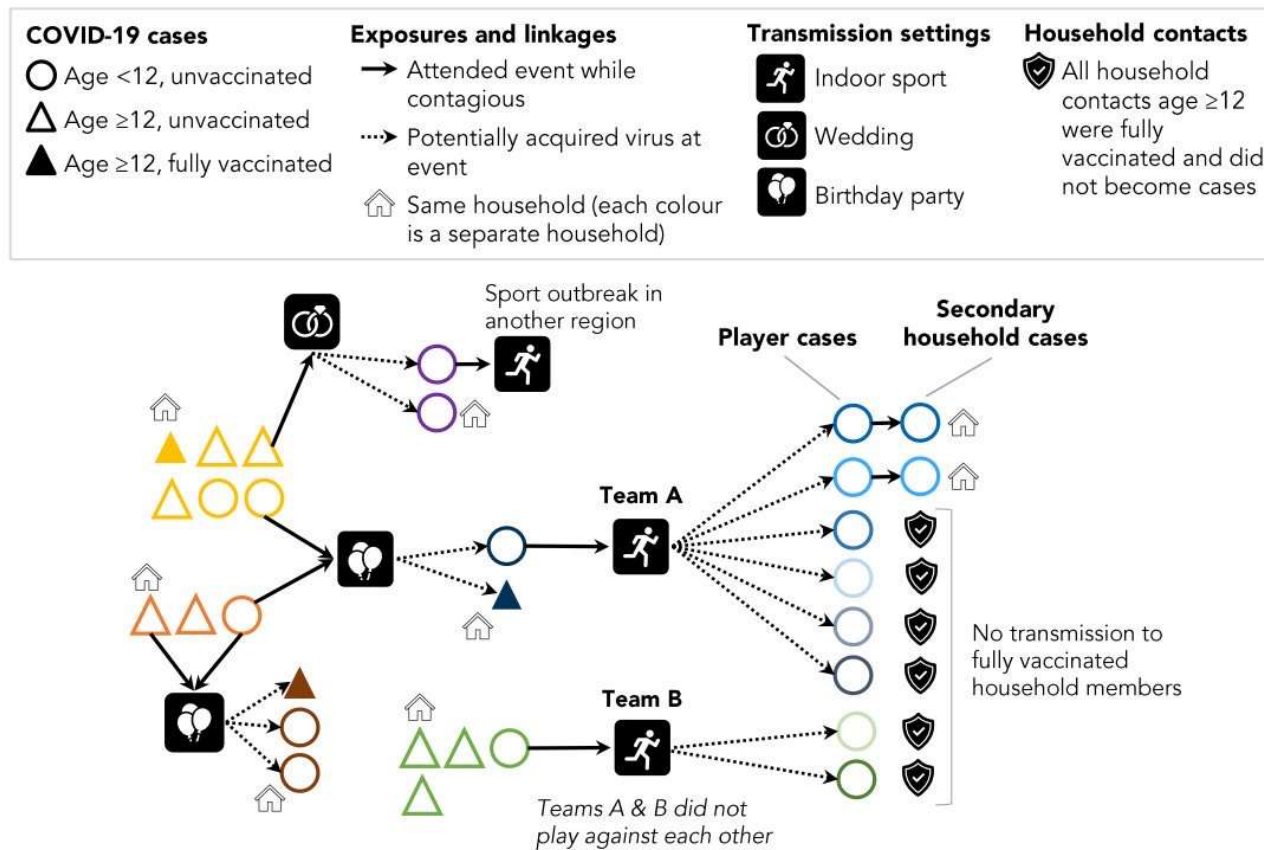 COVID-19 cases
Age <12, unvaccinated
Age ≥12, unvaccinated
Age ≥12, fully vaccinated
Exposures and linkages
Attended event while
contagious
Potentially acquired virus at
event
Same household (each colour
is a separate household)
Transmission settings
Indoor sport
Wedding
Birthday party
Household contacts
All household
contacts age ≥12
were fully
vaccinated and did
not become cases
Sport outbreak in
another region
Player cases
Secondary
household cases
Team A
No transmission to
fully vaccinated
household members
Team B
Teams A & B did not
play against each other